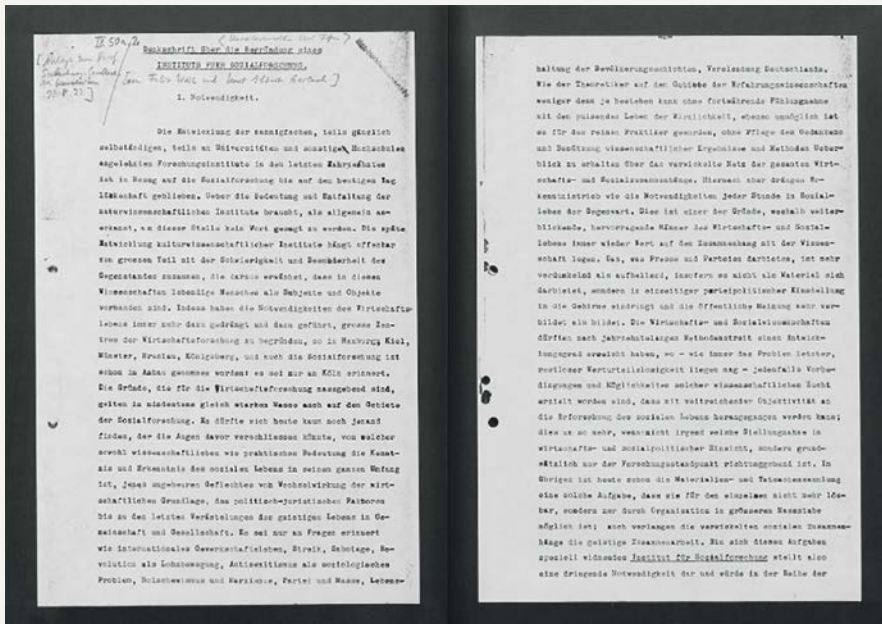 IX 50a, 2
Denkschrift über die Begründung eines
INSTITUTS FUER SOZIALFORSCHUNG.
[von Felix Weil und Kurt Albert Gerlach]
1. Notwendigkeit.
Die Entwicklung der mannigfachen, teils gänzlich
selbständigen, teils an Universitäten und sonstigen Hochschulen
angelehnten Forschungsinstitute in den letzten Jahrzehnten
ist in Bezug auf die Sozialforschung bis auf den heutigen Tag
lückenhaft geblieben. Ueber die Bedeutung und Entfaltung der
naturwissenschaftlichen Institute braucht, als allgemein an-
erkannt, an dieser Stelle kein Wort gesagt zu werden. Die späte
Entwicklung kulturwissenschaftlicher Institute hängt offenbar
zum grossen Teil mit der Schwierigkeit und Besonderheit des
Gegenstandes zusammen, die daraus erwächst, dass in diesen
Wissenschaften lebendige Menschen als Subjekte und Objekte
vorhanden sind. Indess haben die Notwendigkeiten des Wirtschafts-
lebens immer mehr dazu gedrängt und dazu geführt, grosse Zen-
tren der Wirtschaftsforschung zu begründen, so in Hamburg, Kiel,
Münster, Breslau, Königsberg, und auch die Sozialforschung ist
schon in Anbau genommen worden: es sei nur an Köln erinnert.
Die Gründe, die für die Wirtschaftsforschung massgebend sind,
gelten in mindestens gleich starkem Masse auch auf dem Gebiete
der Sozialforschung. Es dürfte sich heute kaum noch jemand
finden, der die Augen davor verschliessen könnte, von welcher
sowohl wissenschaftlichen wie praktischen Bedeutung die Kennt-
nis und Erkenntnis des sozialen Lebens in seinem ganzen Umfang
ist, jenes ungeheuren Geflechtes von Wechselwirkung der wirt-
schaftlichen Grundlage, den politisch-juristischen Faktoren
bis zu den letzten Verästelungen des geistigen Lebens in Ge-
meinschaft und Gesellschaft. Es sei nur an Fragen erinnert
wie internationales Gewerkschaftsleben, Streik, Sabotage, Re-
volution als Lohnbewegung, Antisemitismus als soziologisches
Problem, Bolschewismus und Marxismus, Partei und Masse, Lebens-
haltung der Bevölkerungsschichten, Verelendung Deutschlands.
Wie der Theoretiker auf dem Gebiete der Erfahrungswissenschaften
weniger denn je bestehen kann ohne fortwährende Fühlungnahme
mit dem pulsenden Leben der Wirklichkeit, ebenso unmöglich ist
es für den reinen Praktiker geworden, ohne Pflege des Gedankens
und Benützung wissenschaftlicher Ergebnisse und Methoden Ueber-
blick zu erhalten über das verwickelte Netz der gesamten Wirt-
schafts- und Sozialzusammenhänge. Hiernach aber drängen Er-
kenntnistrieb wie die Notwendigkeiten jeder Stunde im Sozial-
leben der Gegenwart. Dies ist einer der Gründe, weshalb weiter-
blickende, hervorragende Männer des Wirtschafts- und Sozial-
lebens immer wieder Wert auf den Zusammenhang mit der Wissen-
schaft legen. Das, was Presse und Parteien darbieten, ist mehr
verdunkelnd als aufhellend, insofern es nicht als Material sich
darbietet, sondern in einseitiger parteipolitischer Einstellung
in die Gehirne eindringt und die öffentliche Meinung mehr ver-
bildet als bildet. Die Wirtschafts- und Sozialwissenschaften
dürften nach jahrzehntelangem Methodenstreit einen Entwick-
lungsgrad erreicht haben, wo - wie immer das Problem letzter,
restloser Werturteilslosigkeit liegen mag - jedenfalls Vorbe-
dingungen und Möglichkeiten solcher wissenschaftlichen Zucht
erzielt worden sind, dass mit weitreichender Objektivität an
die Erforschung des sozialen Lebens herangegangen werden kann;
dies um so mehr, wenn nicht irgend welche Stellungnahme in
wirtschafts- und sozialpolitischer Hinsicht, sondern grund-
sätzlich nur der Forschungsstandpunkt richtunggebend ist. Im
übrigen ist heute schon die Materialien- und Tatsachensammlung
eine solche Aufgabe, dass sie für den einzelnen nicht mehr lös-
bar, sondern nur durch Organisation in grösserem Masstabe
möglich ist; auch verlangen die verwickelten sozialen Zusammen-
hänge die geistige Zusammenarbeit. Ein sich diesen Aufgaben
speziell widmendes Institut für Sozialforschung stellt also
eine dringende Notwendigkeit dar und würde in der Reihe der